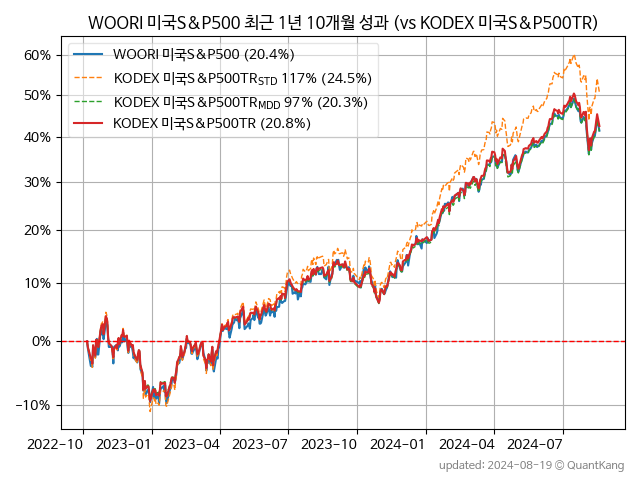 WOORI 미국S&P500 최근 1년 10개월 성과 (vs KODEX 미국S&P500TR)
WOORI 미국S&P500 (20.4%)
KODEX 미국S&P500TR STD 117% (24.5%)
KODEX 미국S&P500TR MDD 97% (20.3%)
KODEX 미국S&P500TR (20.8%)
60%
50%
40%
30%
20%
10%
0%
−10%
2022-10 2023-01 2023-04 2023-07 2023-10 2024-01 2024-04 2024-07
updated: 2024-08-19 © QuantKang